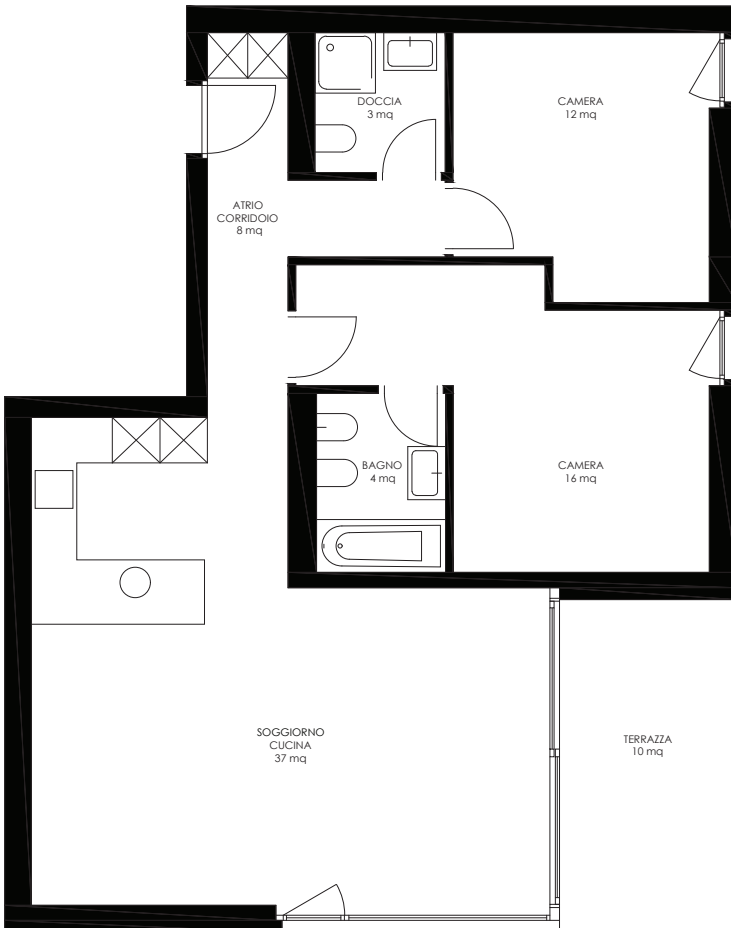 DOCCIA
3 mq
CAMERA
12 mq
ATRIO
CORRIDOIO
8 mq
BAGNO
4 mq
CAMERA
16 mq
SOGGIORNO
CUCINA
37 mq
TERRAZZA
10 mq